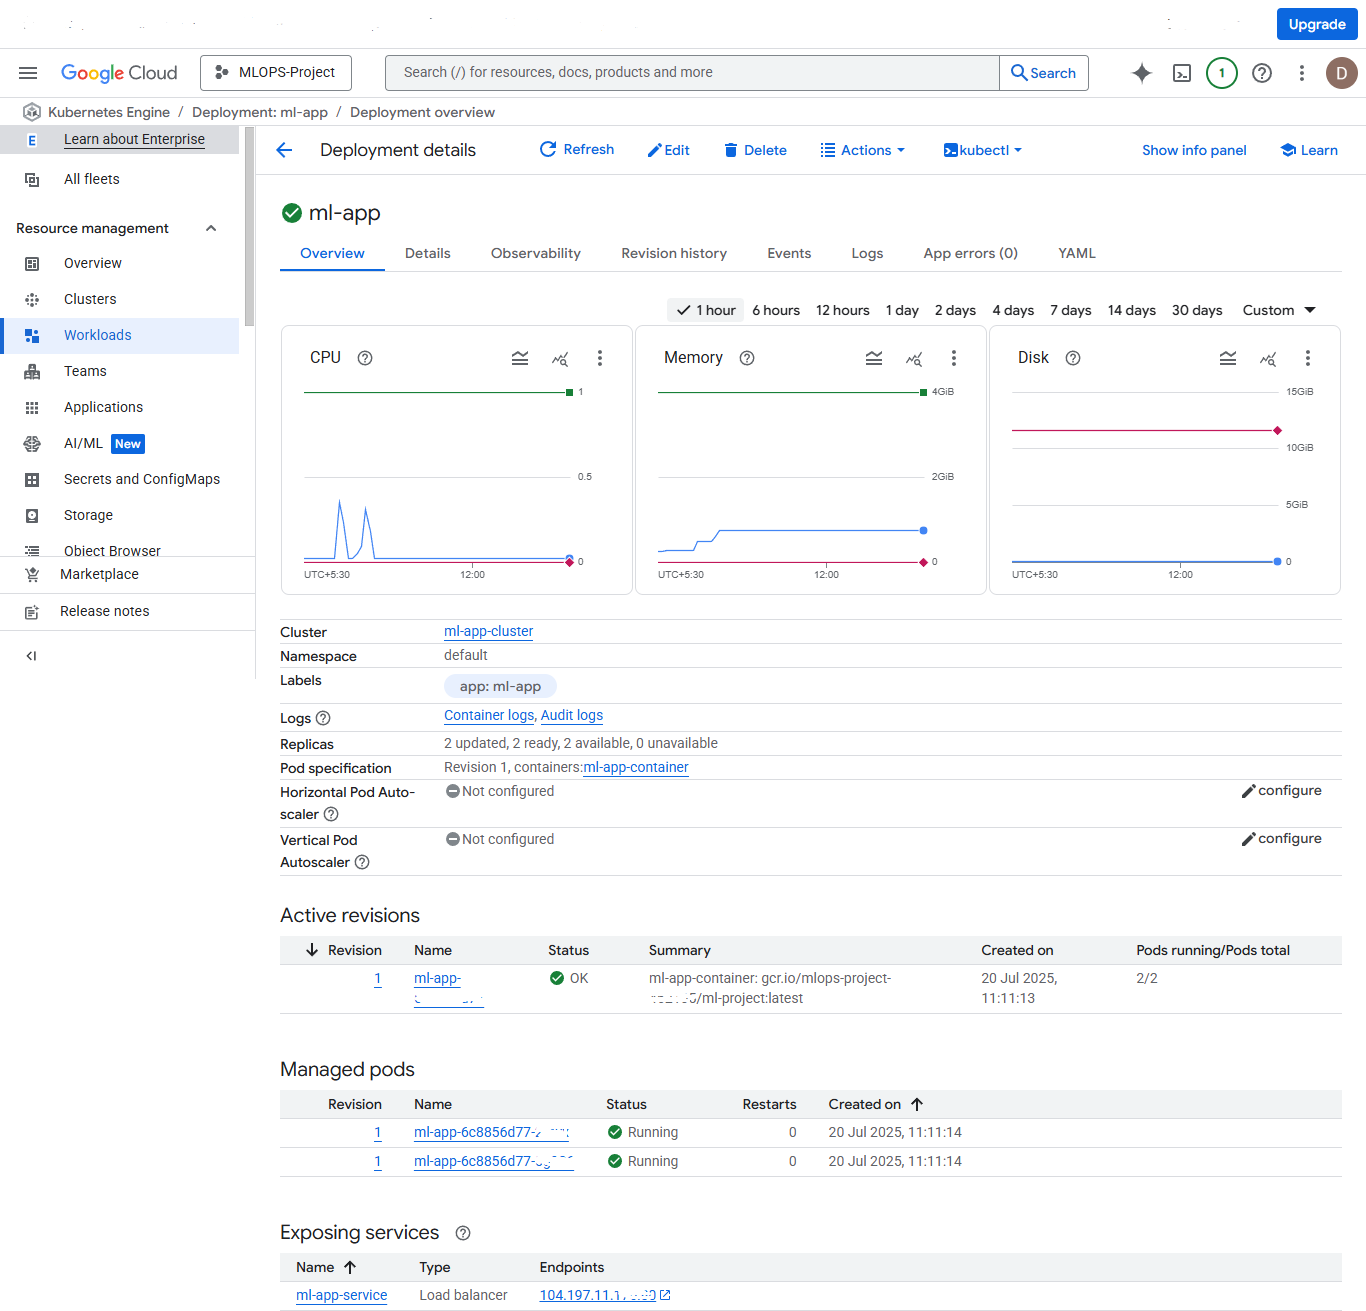 Upgrade
Google Cloud
MLOPS-Project
Search (/) for resources, docs, products and more
Search
1
D
Kubernetes Engine / Deployment: ml-app / Deployment overview
E Learn about Enterprise
All fleets
Resource management
Overview
Clusters
Workloads
Teams
Applications
AI/ML New
Secrets and ConfigMaps
Storage
Object Browser
Marketplace
Release notes
Deployment details
Refresh
Edit
Delete
Actions
kubectl
Show info panel
Learn
ml-app
Overview Details Observability Revision history Events Logs App errors (0) YAML
1 hour 6 hours 12 hours 1 day 2 days 4 days 7 days 14 days 30 days Custom
CPU
1
0.5
0
UTC+5:30 12:00
Memory
4GiB
2GiB
0
UTC+5:30 12:00
Disk
15GiB
10GiB
5GiB
0
UTC+5:30 12:00
Cluster ml-app-cluster
Namespace default
Labels app: ml-app
Logs Container logs, Audit logs
Replicas 2 updated, 2 ready, 2 available, 0 unavailable
Pod specification Revision 1, containers:ml-app-container
Horizontal Pod Auto-
scaler
Not configured configure
Vertical Pod
Autoscaler
Not configured configure
Active revisions
Revision Name Status Summary Created on Pods running/Pods total
1 ml-app- OK ml-app-container: gcr.io/mlops-project- 20 Jul 2025, 2/2
/ml-project:latest 11:11:13
Managed pods
Revision Name Status Restarts Created on
1 ml-app-6c8856d77- Running 0 20 Jul 2025, 11:11:14
1 ml-app-6c8856d77- Running 0 20 Jul 2025, 11:11:14
Exposing services
Name Type Endpoints
ml-app-service Load balancer 104.197.11.